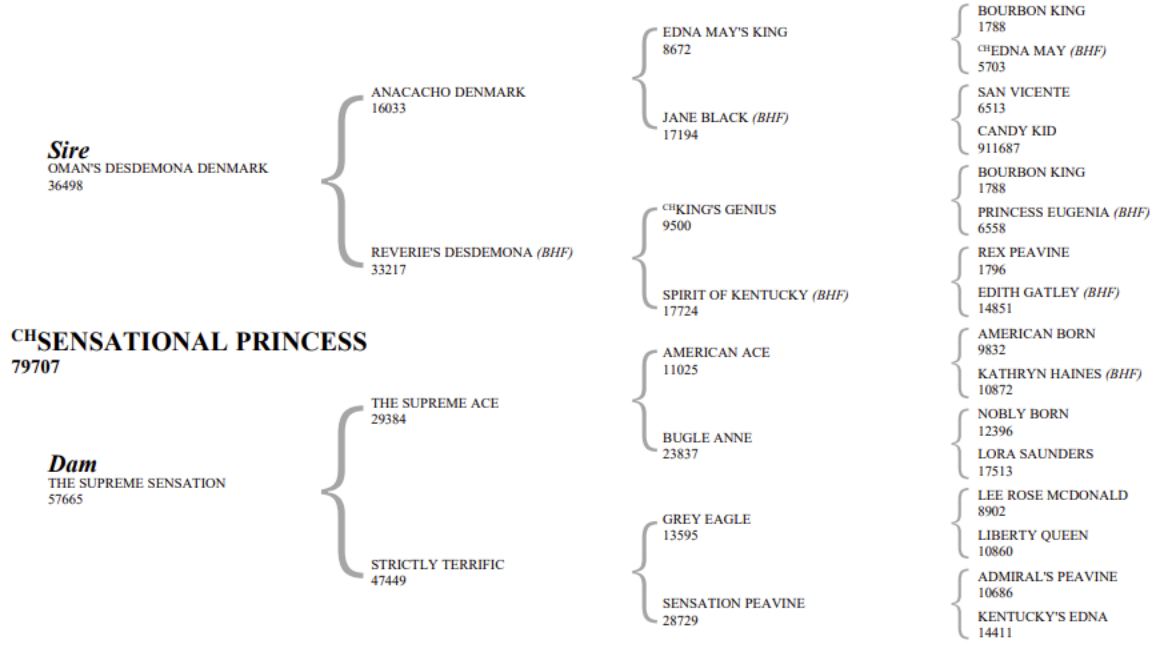 BOURBON KING
1788
EDNA MAY'S KING
8672
CHEDNA MAY (BHF)
5703
ANACACHO DENMARK
16033
SAN VICENTE
6513
JANE BLACK (BHF)
17194
CANDY KID
911687
Sire
OMAN'S DESDEMONA DENMARK
36498
BOURBON KING
1788
CHKING'S GENIUS
9500
PRINCESS EUGENIA (BHF)
6558
REVERIE'S DESDEMONA (BHF)
33217
REX PEAVINE
1796
SPIRIT OF KENTUCKY (BHF)
17724
EDITH GATLEY (BHF)
14851
CHSENSATIONAL PRINCESS
79707
AMERICAN BORN
9832
AMERICAN ACE
11025
KATHRYN HAINES (BHF)
10872
THE SUPREME ACE
29384
NOBLY BORN
12396
BUGLE ANNE
23837
LORA SAUNDERS
17513
Dam
THE SUPREME SENSATION
57665
LEE ROSE MCDONALD
8902
GREY EAGLE
13595
LIBERTY QUEEN
10860
STRICTLY TERRIFIC
47449
ADMIRAL'S PEAVINE
10686
SENSATION PEAVINE
28729
KENTUCKY'S EDNA
14411